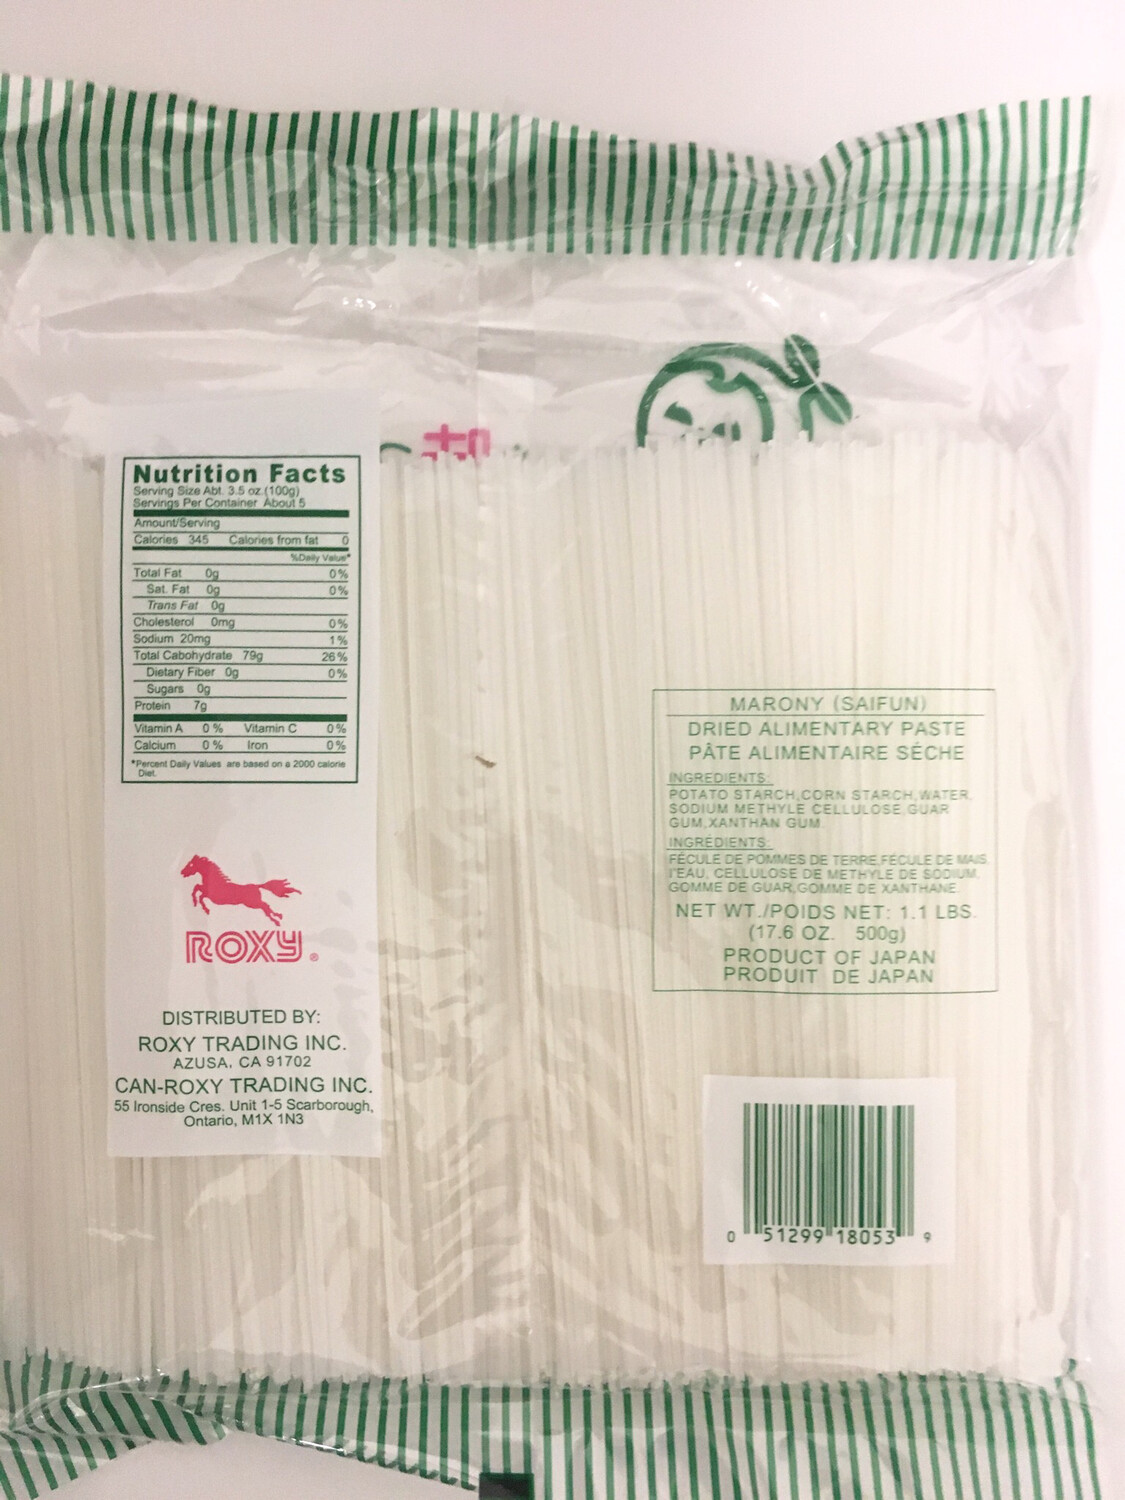 Nutrition Facts
Serving Size Abt. 3.5 oz.(100g)
Servings Per Container About 5
Amount/Serving
Calories 345 Calories from fat 0
%Daily Value*
Total Fat 0g 0%
Sat. Fat 0g 0%
Trans Fat 0g
Cholesterol 0mg 0%
Sodium 20mg 1%
Total Cabohydrate 79g 26%
Dietary Fiber 0g 0%
Sugars 0g
Protein 7g
Vitamin A 0% Vitamin C 0%
Calcium 0% Iron 0%
*Percent Daily Values are based on a 2000 calorie
Diet.
ROXY®
DISTRIBUTED BY:
ROXY TRADING INC.
AZUSA, CA 91702
CAN-ROXY TRADING INC.
55 Ironside Cres. Unit 1-5 Scarborough,
Ontario, M1X 1N3
MARONY (SAIFUN)
DRIED ALIMENTARY PASTE
PÂTE ALIMENTAIRE SÉCHE
INGREDIENTS:
POTATO STARCH,CORN STARCH,WATER,
SODIUM METHYLE CELLULOSE,GUAR
GUM,XANTHAN GUM.
INGRÉDIENTS:
FÉCULE DE POMMES DE TERRE,FÉCULE DE MAIS,
l'EAU, CELLULOSE DE METHYLE DE SODIUM,
GOMME DE GUAR,GOMME DE XANTHANE.
NET WT./POIDS NET: 1.1 LBS.
(17.6 OZ. 500g)
PRODUCT OF JAPAN
PRODUIT DE JAPAN
0 51299 18053 9